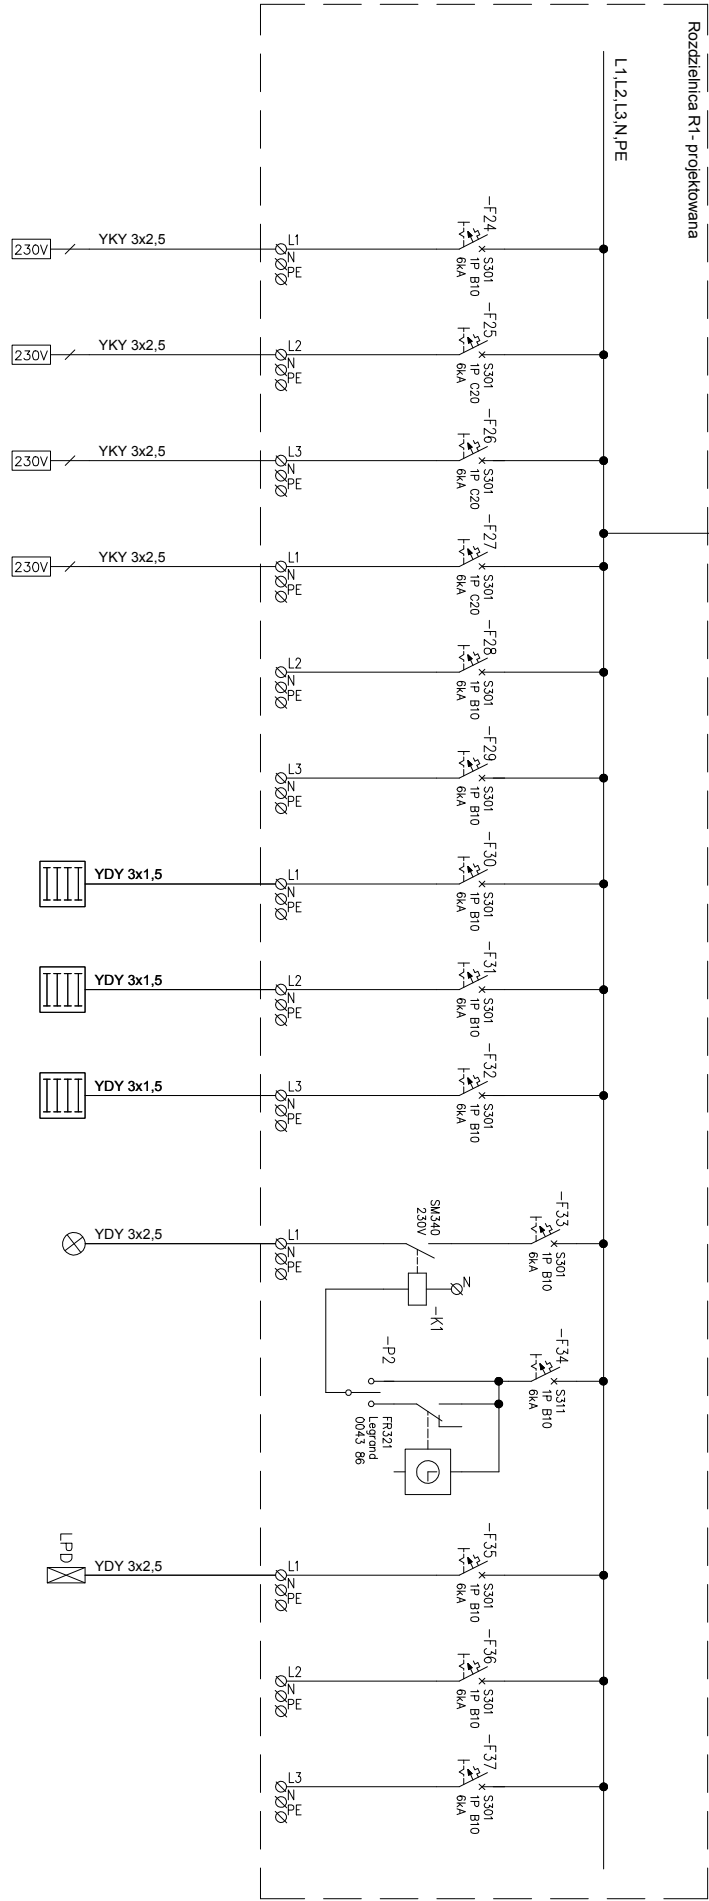 Rozdzielnica R1- projektowana
L1,L2,L3,N,PE
-F24
S301
1P B10
6kA
L1
N
PE
YKY 3x2,5
230V
-F25
S301
1P C20
6kA
L2
N
PE
YKY 3x2,5
230V
-F26
S301
1P C20
6kA
L3
N
PE
YKY 3x2,5
230V
-F27
S301
1P C20
6kA
L1
N
PE
YKY 3x2,5
230V
-F28
S301
1P B10
6kA
L2
N
PE
-F29
S301
1P B10
6kA
L3
N
PE
-F30
S301
1P B10
6kA
L1
N
PE
YDY 3x1,5
-F31
S301
1P B10
6kA
L2
N
PE
YDY 3x1,5
-F32
S301
1P B10
6kA
L3
N
PE
YDY 3x1,5
-F33
S301
1P B10
6kA
SM340
230V
L1
N
PE
YDY 3x2,5
N
-K1
-F34
S311
1P B10
6kA
-P2
FR321
Legrand
0043 86
-F35
S301
1P B10
6kA
L1
N
PE
YDY 3x2,5
LPD
-F36
S301
1P B10
6kA
L2
N
PE
-F37
S301
1P B10
6kA
L3
N
PE